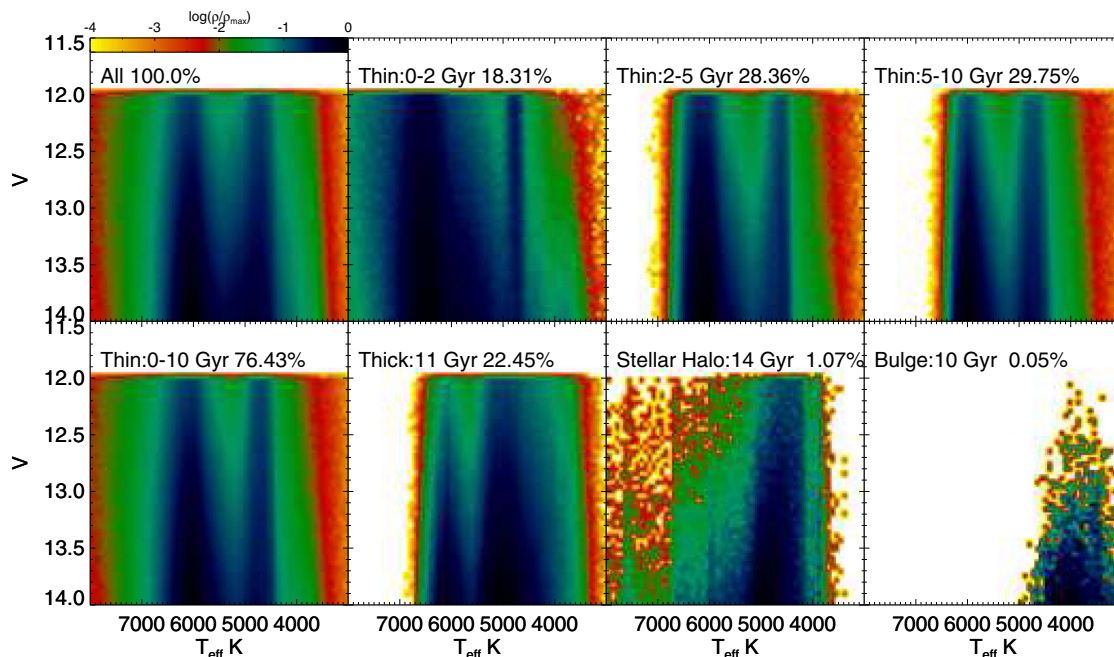 log(ρ/ρmax)
-4 -3 -2 -1 0
11.5
All 100.0% Thin:0-2 Gyr 18.31% Thin:2-5 Gyr 28.36% Thin:5-10 Gyr 29.75%
12.0
12.5
V
13.0
13.5
14.0
11.5
Thin:0-10 Gyr 76.43% Thick:11 Gyr 22.45% Stellar Halo:14 Gyr 1.07% Bulge:10 Gyr 0.05%
12.0
12.5
V
13.0
13.5
14.0
7000 6000 5000 4000 7000 6000 5000 4000 7000 6000 5000 4000 7000 6000 5000 4000
Teff K Teff K Teff K Teff K